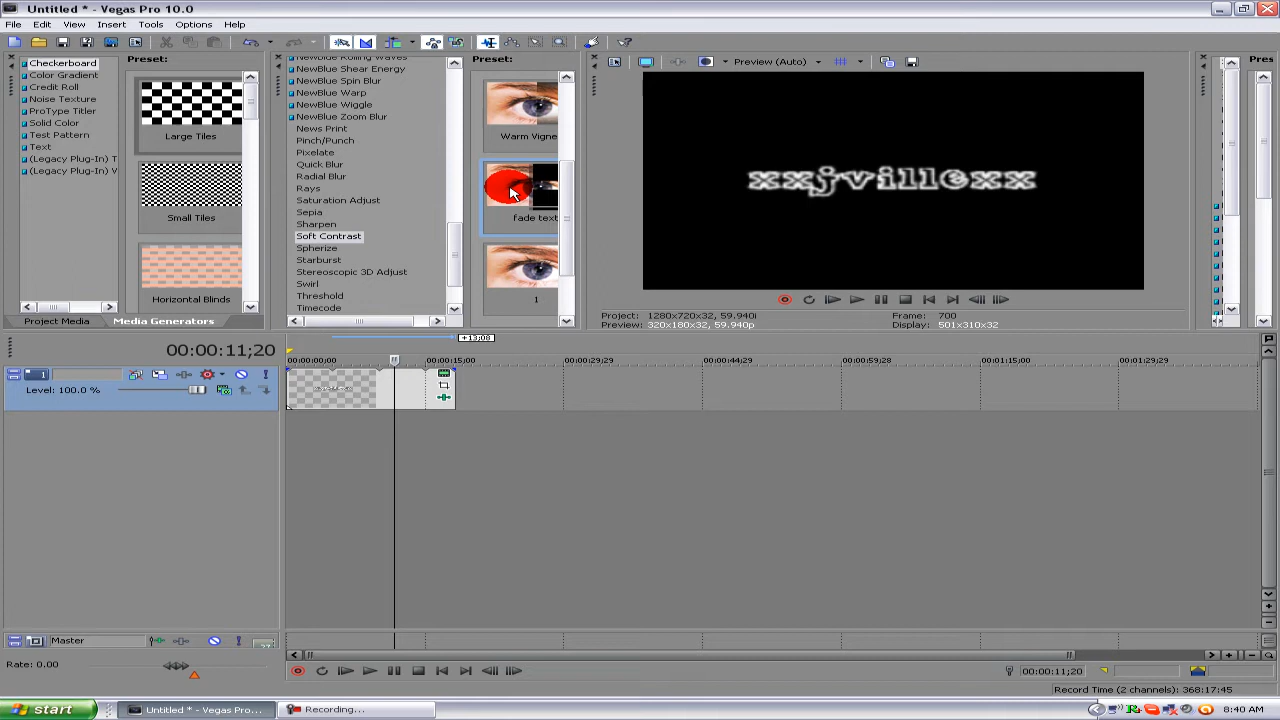 Untitled * - Vegas Pro 10.0
File Edit View Insert Tools Options Help
Checkerboard
Color Gradient
Credit Roll
Noise Texture
ProType Titler
Solid Color
Test Pattern
Text
(Legacy Plug-In) T
(Legacy Plug-In) T
Preset:
Large Tiles
Small Tiles
Horizontal Blinds
Project Media
Media Generators
NewBlue Rolling Waves
NewBlue Shear Energy
NewBlue Spin Blur
NewBlue Warp
NewBlue Wiggle
NewBlue Zoom Blur
News Print
Pinch/Punch
Pixelate
Quick Blur
Radial Blur
Rays
Saturation Adjust
Sepia
Sharpen
Soft Contrast
Spherize
Starburst
Stereoscopic 3D Adjust
Swirl
Threshold
Timecode
Preset:
Warm Vigne
fade text
1
Preview (Auto)
xxjvillexx
Project: 1280x720x32, 59.940i
Preview: 320x180x32, 59.940p
Frame: 700
Display: 501x310x32
Pres
00:00:11;20
+13;08
00:00:00;00 00:00:15;00 00:00:29;29 00:00:44;29 00:00:59;28 00:01:15;00 00:01:29;29
1
Level: 100.0 %
Master
Rate: 0.00
00:00:11;20
Record Time (2 channels): 368:17:45
start
Untitled * - Vegas Pro...
Recording...
8:40 AM